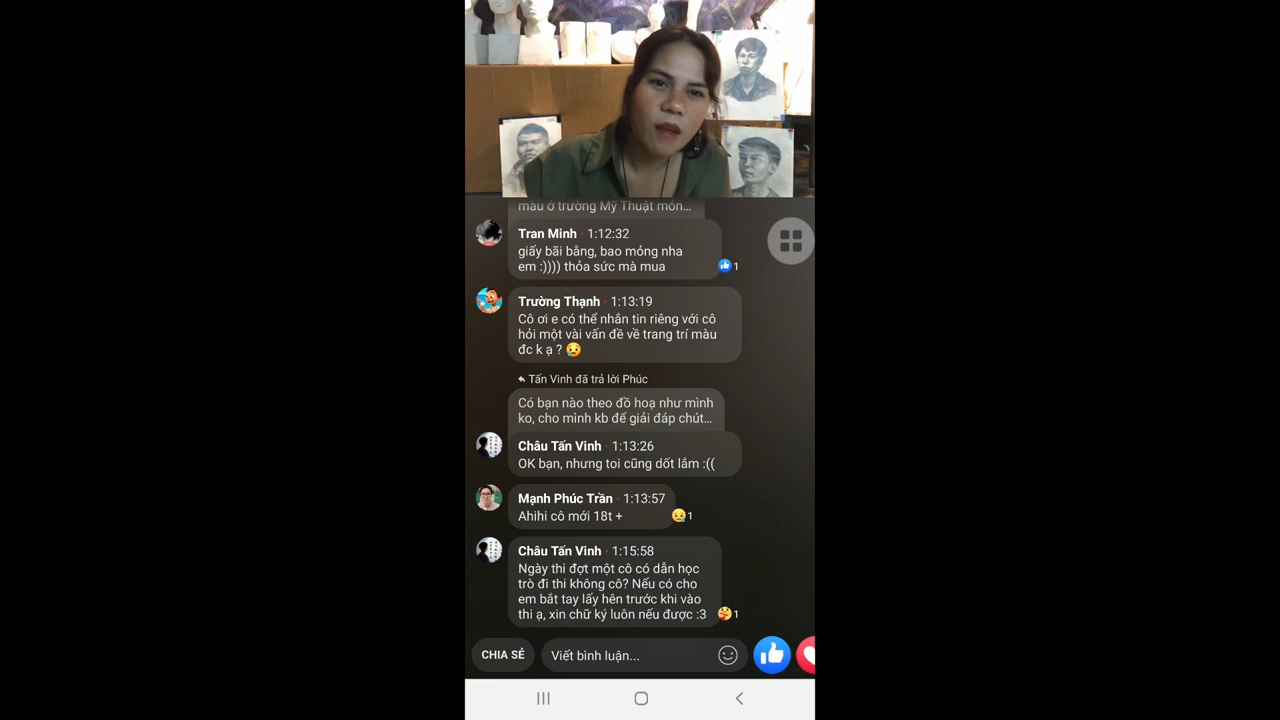 màu ở trường Mỹ Thuật môn...
Tran Minh · 1:12:32
giấy bãi bằng, bao mỏng nha
em :)))) thỏa sức mà mua
1
Trường Thạnh · 1:13:19
Cô ơi e có thể nhắn tin riêng với cô
hỏi một vài vấn đề về trang trí màu
đc k ạ ? 😥
Tấn Vinh đã trả lời Phúc
Có bạn nào theo đồ hoạ như mình
ko, cho mình kb để giải đáp chút...
Châu Tấn Vinh · 1:13:26
OK bạn, nhưng toi cũng dốt lắm :((
Mạnh Phúc Trần · 1:13:57
Ahihi cô mới 18t +
1
Châu Tấn Vinh · 1:15:58
Ngày thi đợt một cô có dẫn học
trò đi thi không cô? Nếu có cho
em bắt tay lấy hên trước khi vào
thi ạ, xin chữ ký luôn nếu được :3
1
CHIA SẺ
Viết bình luận...